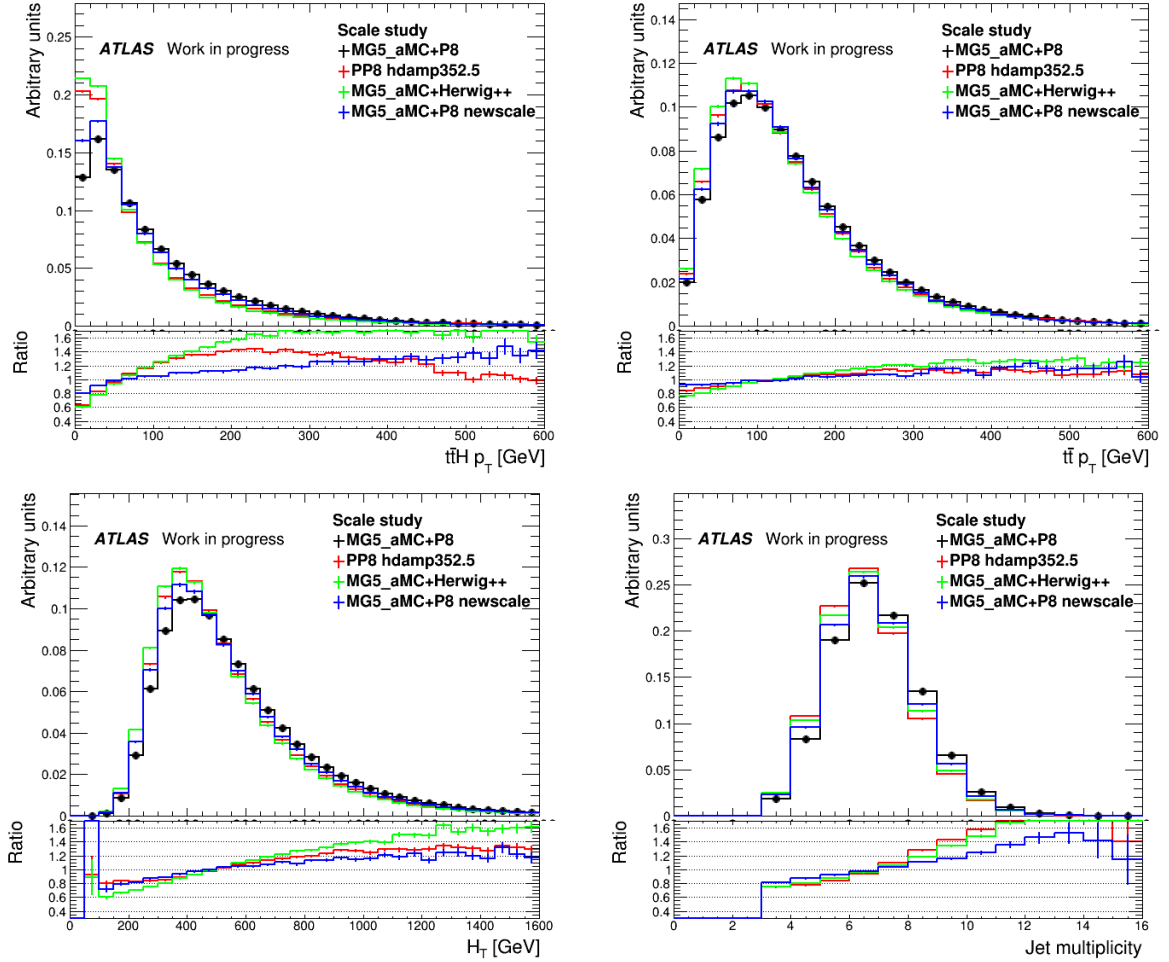 Arbitrary units
0.25
0.2
0.15
0.1
0.05
0
ATLAS Work in progress
Scale study
MG5_aMC+P8
PP8 hdamp352.5
MG5_aMC+Herwig++
MG5_aMC+P8 newscale
Ratio
1.6
1.4
1.2
1
0.8
0.6
0.4
0 100 200 300 400 500 600
tt̄H p_T [GeV]
Arbitrary units
0.14
0.12
0.1
0.08
0.06
0.04
0.02
0
ATLAS Work in progress
Scale study
MG5_aMC+P8
PP8 hdamp352.5
MG5_aMC+Herwig++
MG5_aMC+P8 newscale
Ratio
1.6
1.4
1.2
1
0.8
0.6
0.4
0 100 200 300 400 500 600
tt̄ p_T [GeV]
Arbitrary units
0.14
0.12
0.1
0.08
0.06
0.04
0.02
0
ATLAS Work in progress
Scale study
MG5_aMC+P8
PP8 hdamp352.5
MG5_aMC+Herwig++
MG5_aMC+P8 newscale
Ratio
1.6
1.4
1.2
1
0.8
0.6
0.4
0 200 400 600 800 1000 1200 1400 1600
H_T [GeV]
Arbitrary units
0.3
0.25
0.2
0.15
0.1
0.05
0
ATLAS Work in progress
Scale study
MG5_aMC+P8
PP8 hdamp352.5
MG5_aMC+Herwig++
MG5_aMC+P8 newscale
Ratio
1.6
1.4
1.2
1
0.8
0.6
0.4
0 2 4 6 8 10 12 14 16
Jet multiplicity